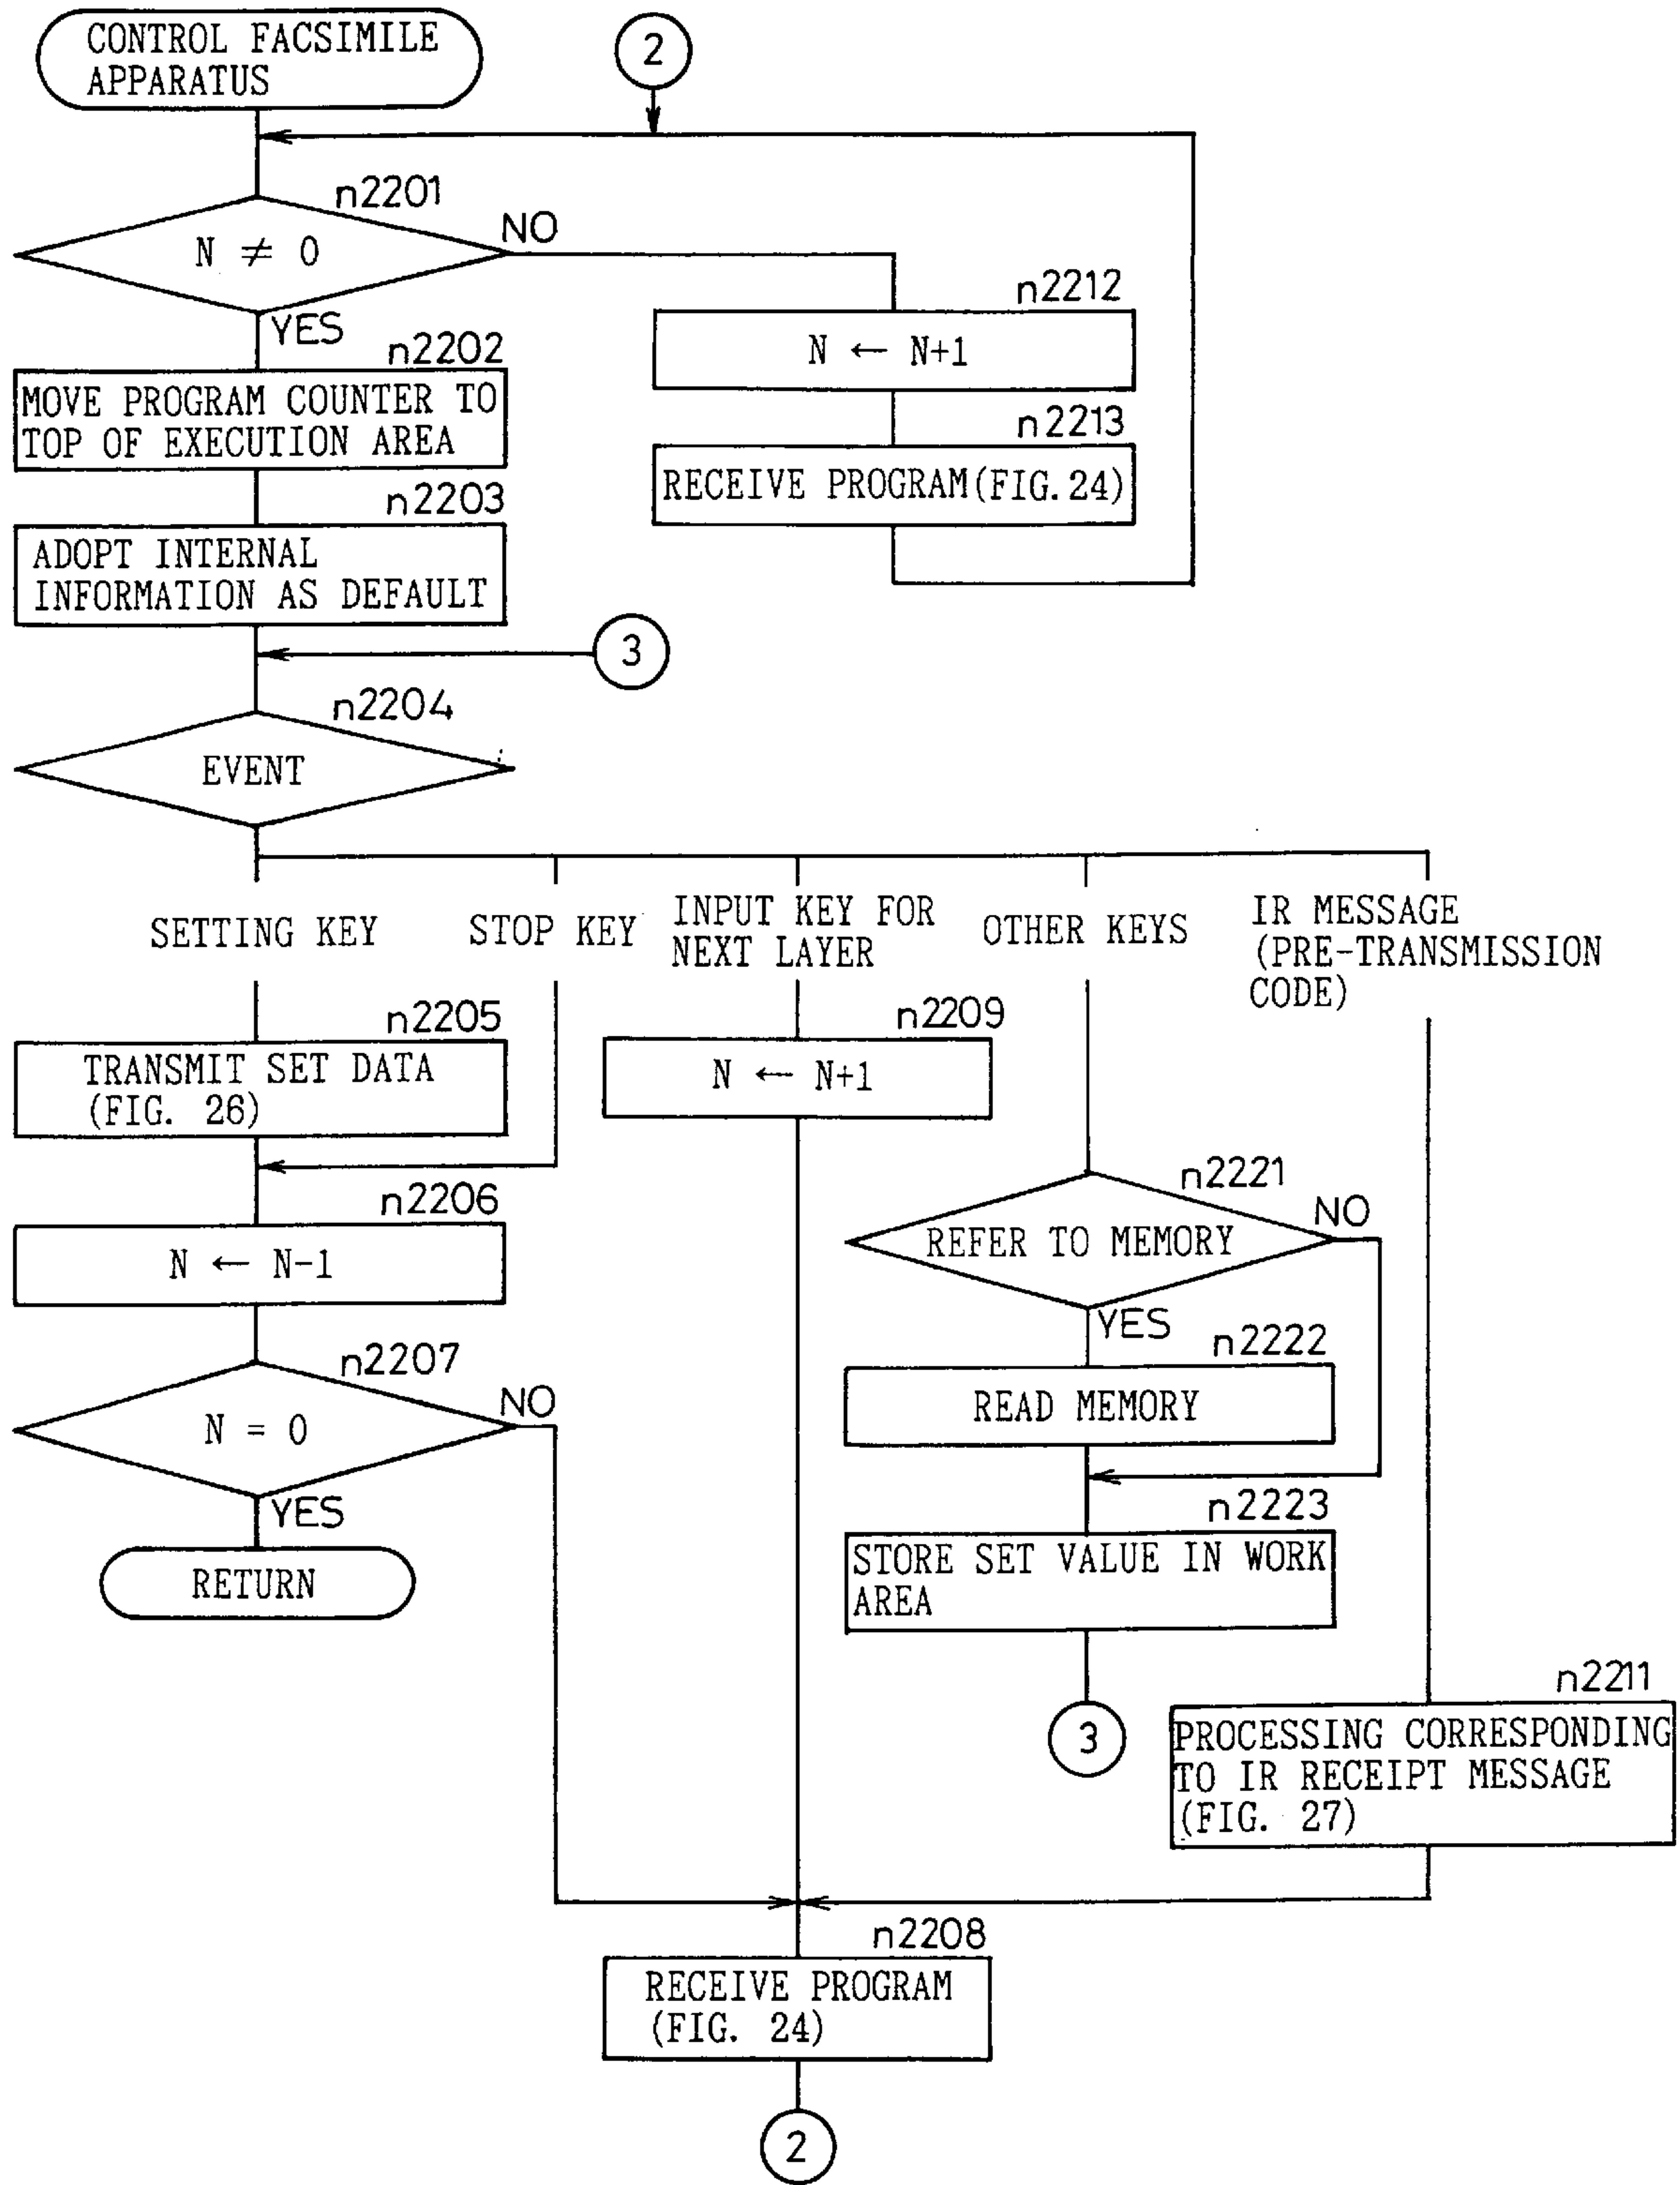 CONTROL FACSIMILE
APPARATUS
2
n2201
N ≠ 0
NO
YES
n2212
N ← N+1
n2202
MOVE PROGRAM COUNTER TO
TOP OF EXECUTION AREA
n2213
RECEIVE PROGRAM(FIG.24)
n2203
ADOPT INTERNAL
INFORMATION AS DEFAULT
3
n2204
EVENT
SETTING KEY
STOP KEY
INPUT KEY FOR
NEXT LAYER
OTHER KEYS
IR MESSAGE
(PRE-TRANSMISSION
CODE)
n2205
TRANSMIT SET DATA
(FIG. 26)
n2209
N ← N+1
n2206
N ← N-1
n2221
REFER TO MEMORY
NO
YES
n2222
READ MEMORY
n2207
N = 0
NO
YES
RETURN
n2223
STORE SET VALUE IN WORK
AREA
3
n2211
PROCESSING CORRESPONDING
TO IR RECEIPT MESSAGE
(FIG. 27)
n2208
RECEIVE PROGRAM
(FIG. 24)
2